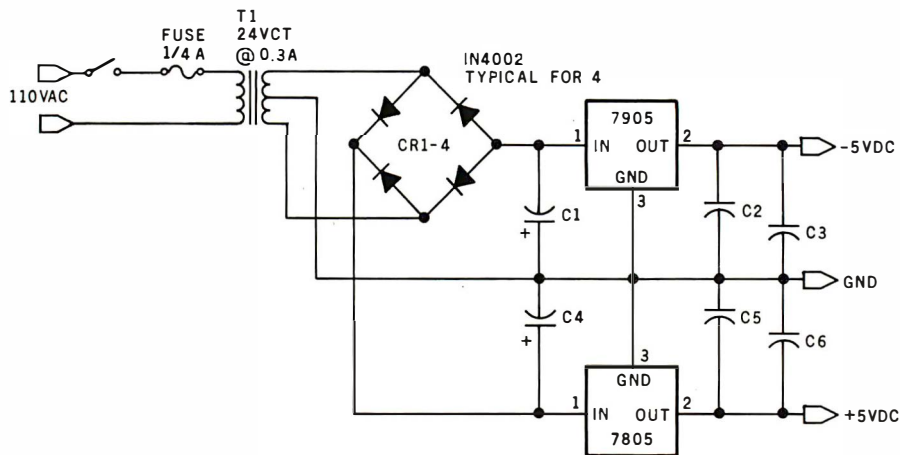 T1
24VCT
@ 0.3A
FUSE
1/4 A
110VAC
IN4002
TYPICAL FOR 4
CR1-4
7905
1
IN
OUT
2
GND
3
-5VDC
C1
+
C2
C3
GND
C4
+
C5
C6
3
GND
1
IN
OUT
2
7805
+5VDC